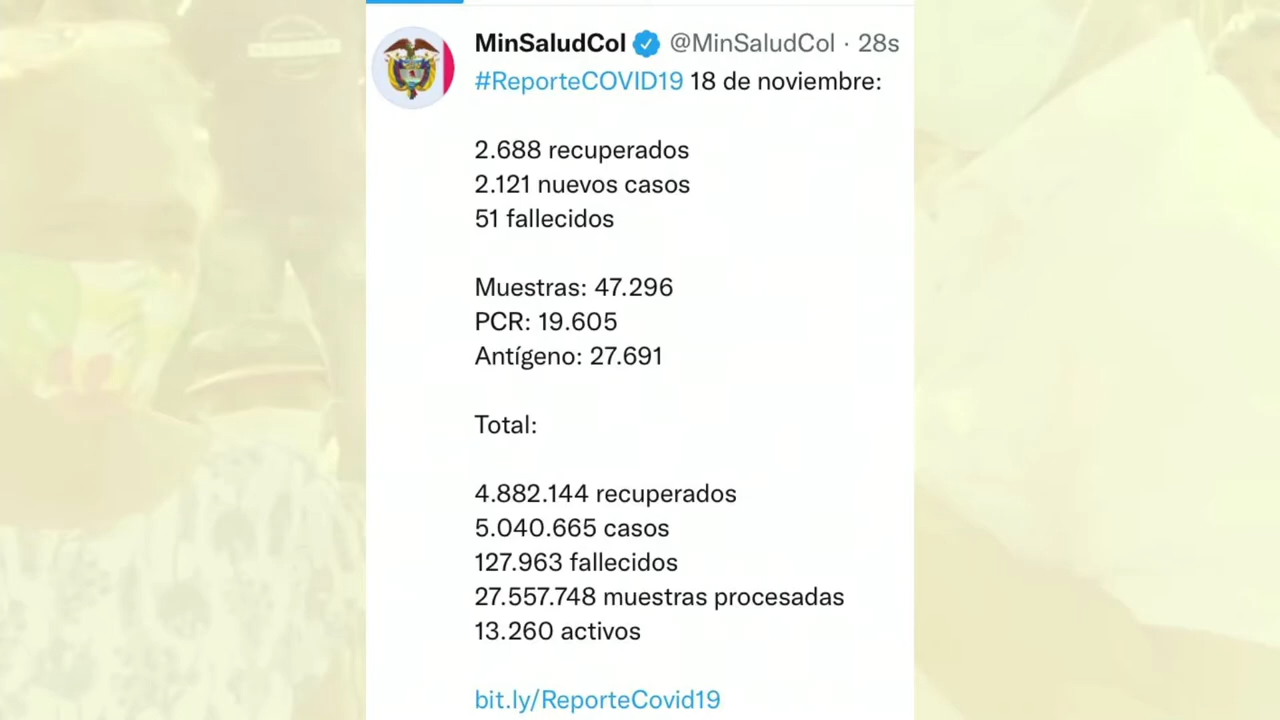 MinSaludCol @MinSaludCol · 28s
#ReporteCOVID19 18 de noviembre:
2.688 recuperados
2.121 nuevos casos
51 fallecidos
Muestras: 47.296
PCR: 19.605
Antígeno: 27.691
Total:
4.882.144 recuperados
5.040.665 casos
127.963 fallecidos
27.557.748 muestras procesadas
13.260 activos
bit.ly/ReporteCovid19